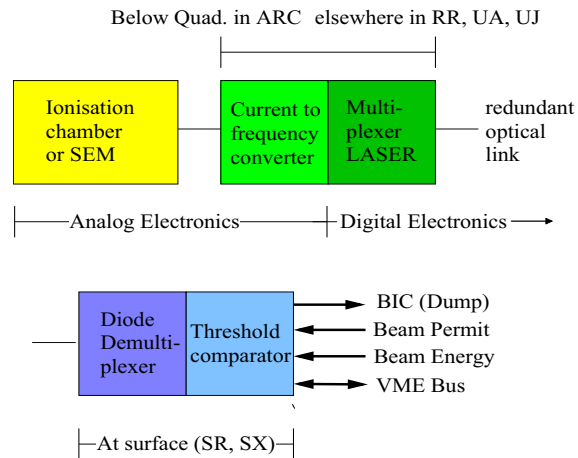 Below Quad. in ARC elsewhere in RR, UA, UJ
Ionisation
chamber
or SEM
Current to
frequency
converter
Multi-
plexer
LASER
redundant
optical
link
Analog Electronics
Digital Electronics
Diode
Demulti-
plexer
Threshold
comparator
BIC (Dump)
Beam Permit
Beam Energy
VME Bus
At surface (SR, SX)